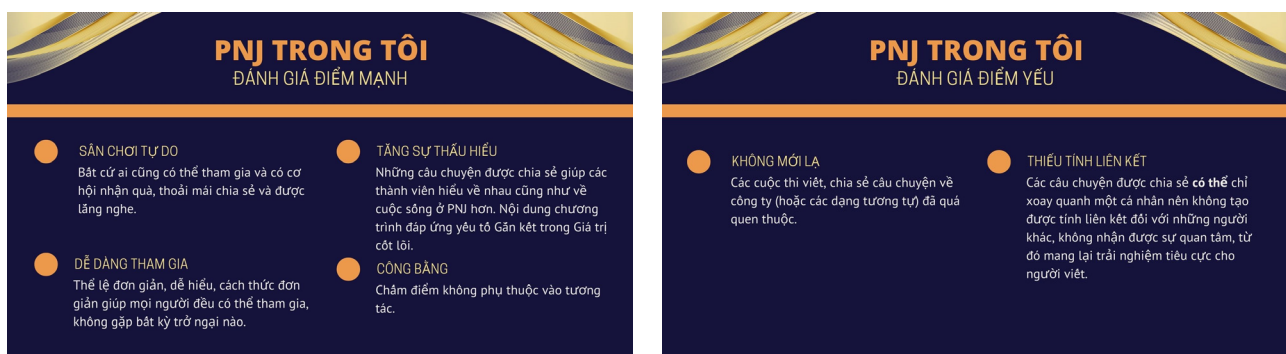 PNJ TRONG TÔI
ĐÁNH GIÁ ĐIỂM MẠNH
SÂN CHƠI TỰ DO
Bất cứ ai cũng có thể tham gia và có cơ
hội nhận quà, thoải mái chia sẻ và được
lắng nghe.
DỄ DÀNG THAM GIA
Thể lệ đơn giản, dễ hiểu, cách thức đơn
giản giúp mọi người đều có thể tham gia,
không gặp bất kỳ trở ngại nào.
TĂNG SỰ THẤU HIỂU
Những câu chuyện được chia sẻ giúp các
thành viên hiểu về nhau cũng như về
cuộc sống ở PNJ hơn. Nội dung chương
trình đáp ứng yếu tố Gắn kết trong Giá trị
cốt lõi.
CÔNG BẰNG
Chấm điểm không phụ thuộc vào tương
tác.
PNJ TRONG TÔI
ĐÁNH GIÁ ĐIỂM YẾU
KHÔNG MỚI LẠ
Các cuộc thi viết, chia sẻ câu chuyện về
công ty (hoặc các dạng tương tự) đã quá
quen thuộc.
THIẾU TÍNH LIÊN KẾT
Các câu chuyện được chia sẻ có thể chỉ
xoay quanh một cá nhân nên không tạo
được tính liên kết đối với những người
khác, không nhận được sự quan tâm, từ
đó mang lại trải nghiệm tiêu cực cho
người viết.